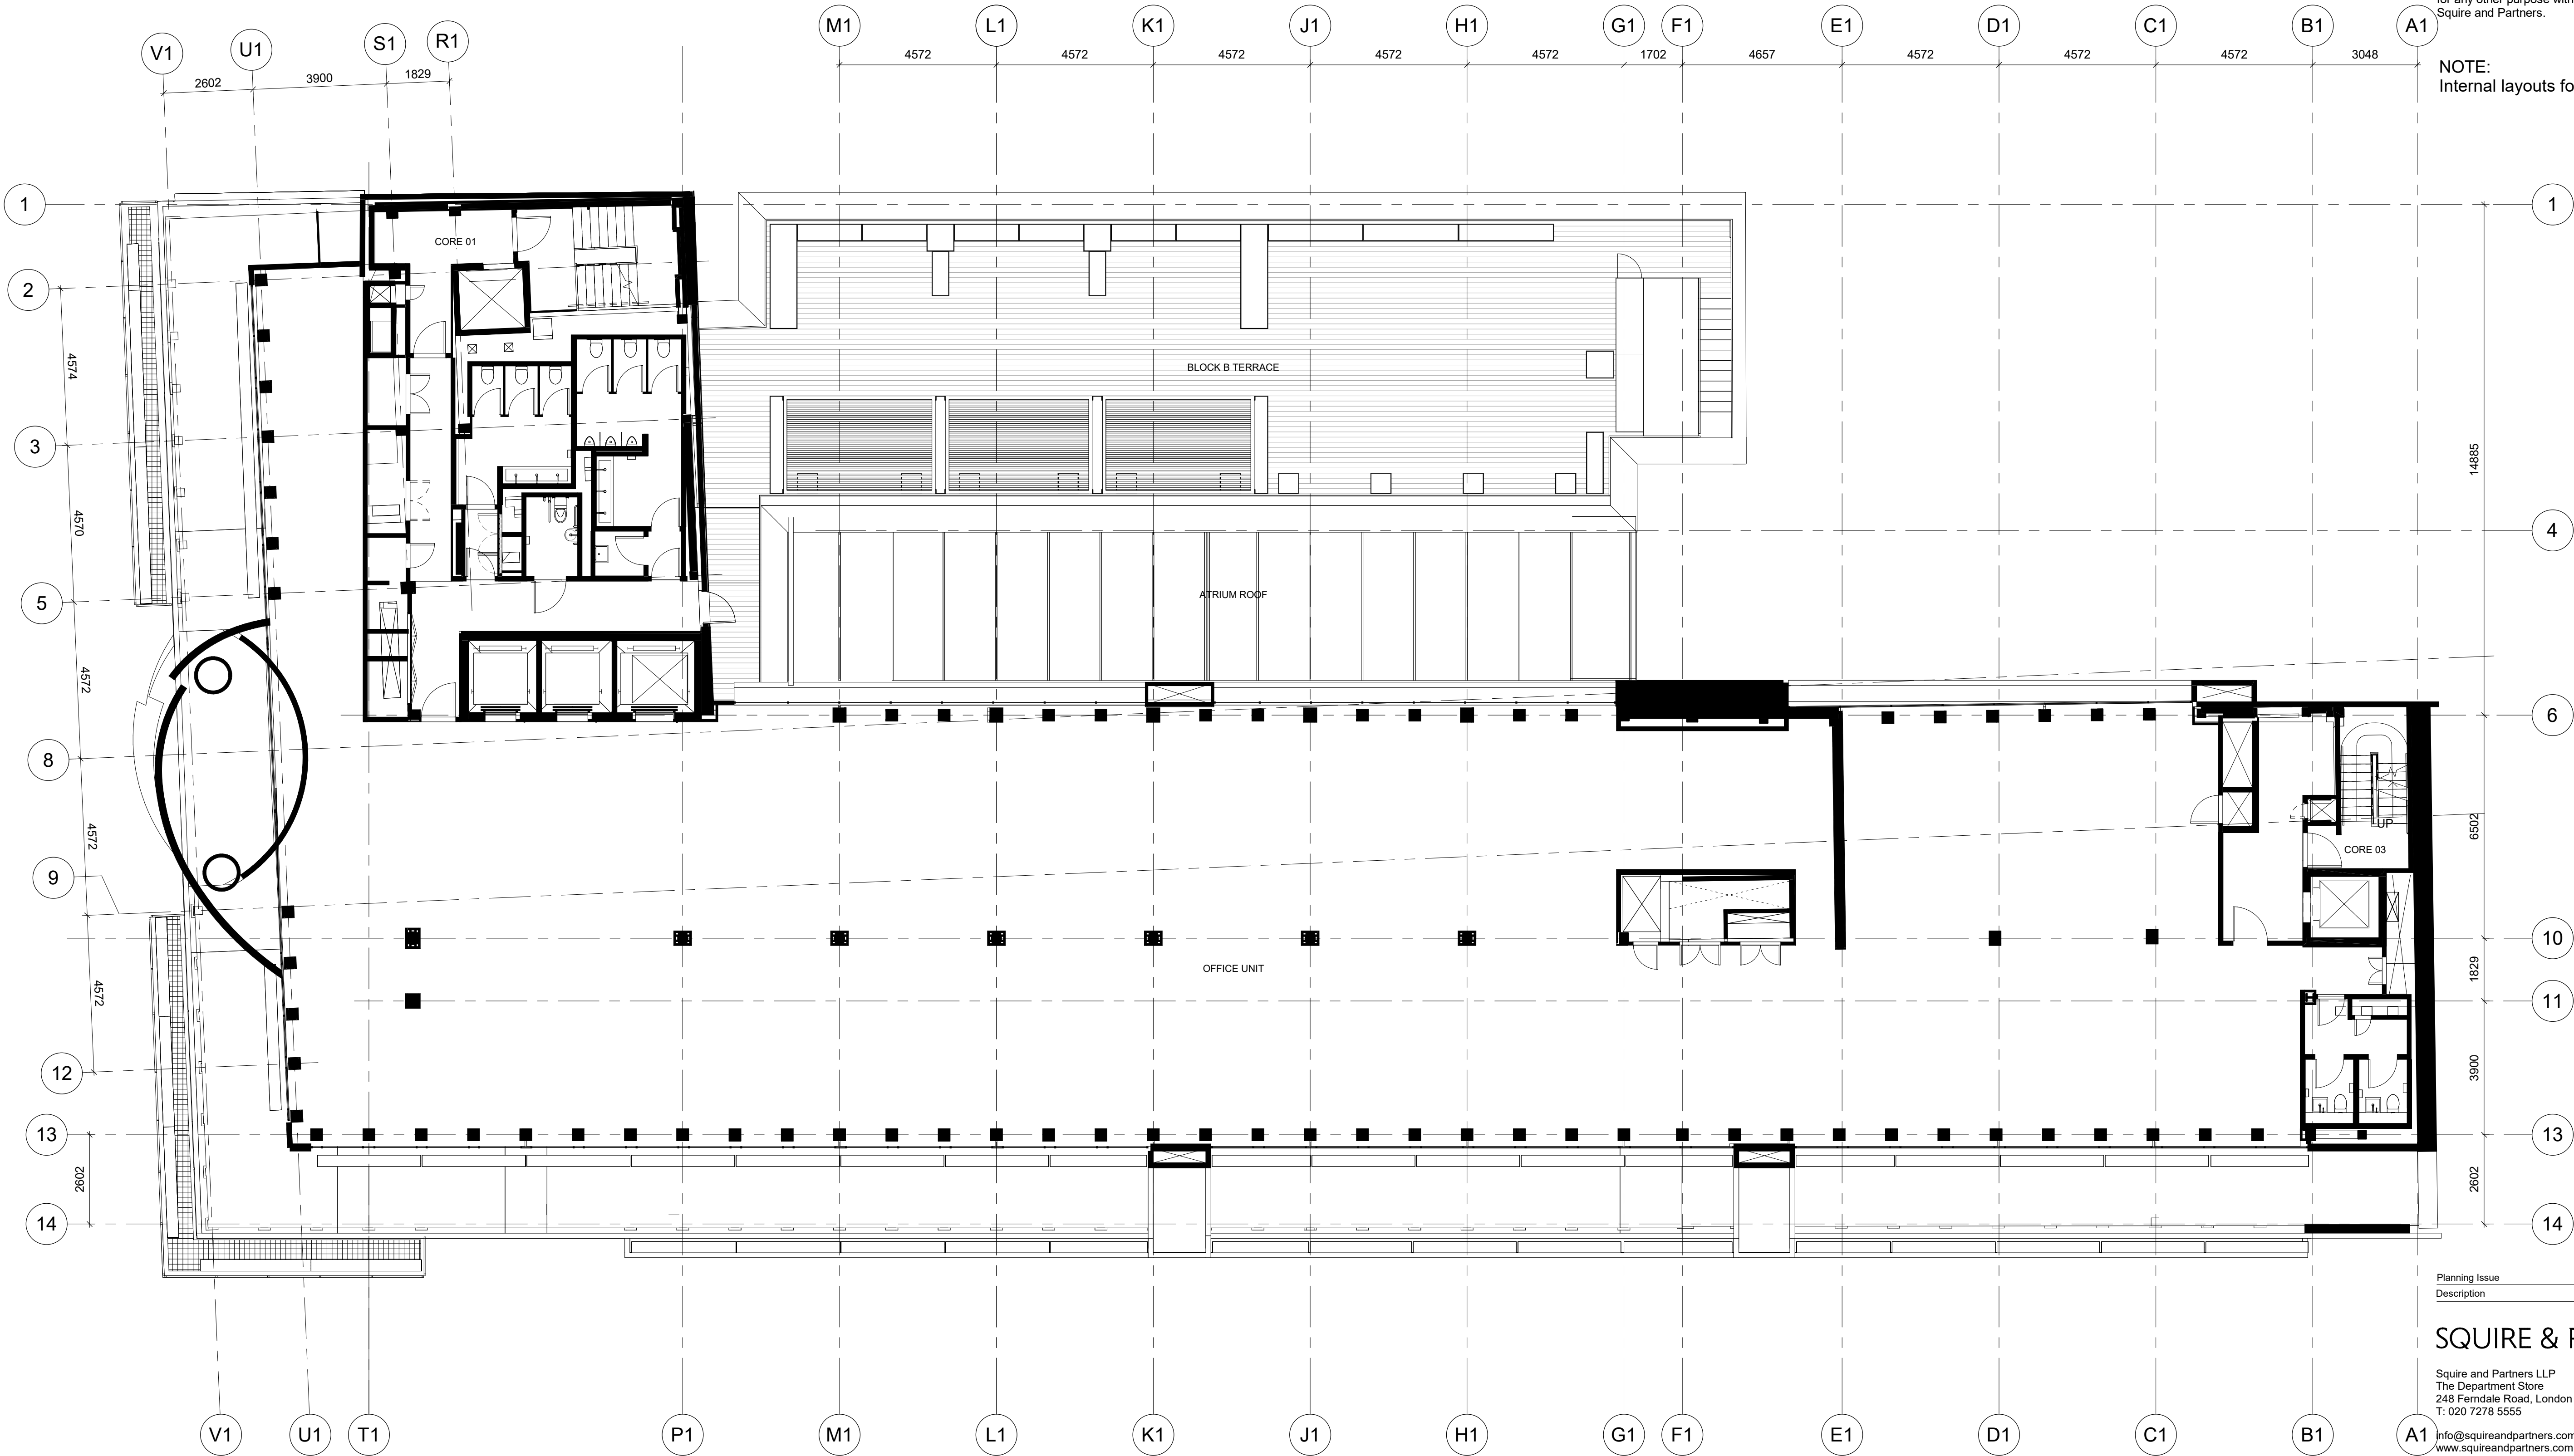 for any other purpose with
Squire and Partners.
NOTE:
Internal layouts fo
V1 U1 S1 R1 M1 L1 K1 J1 H1 G1 F1 E1 D1 C1 B1 A1
2602 3900 1829 4572 4572 4572 4572 4572 1702 4657 4572 4572 4572 3048
1 1
CORE 01
2
4574
BLOCK B TERRACE
3
14885
4570
4
5
ATRIUM ROOF
4572
6
8
4572
6502
UP
CORE 03
9
10
OFFICE UNIT
1829
4572
11
12
3900
13 13
2602 2602
14 14
Planning Issue
Description
SQUIRE & P
Squire and Partners LLP
The Department Store
248 Ferndale Road, London
T: 020 7278 5555
info@squireandpartners.com
www.squireandpartners.com
V1 U1 T1 P1 M1 L1 K1 J1 H1 G1 F1 E1 D1 C1 B1 A1